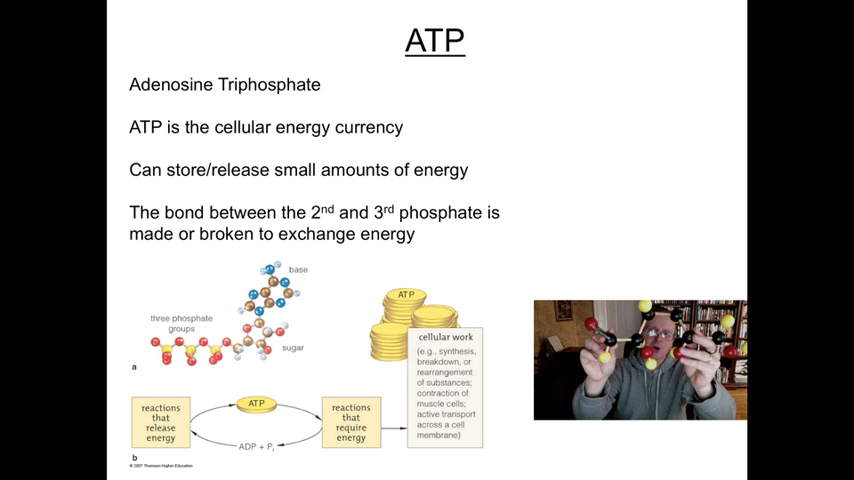 ATP
Adenosine Triphosphate
ATP is the cellular energy currency
Can store/release small amounts of energy
The bond between the 2nd and 3rd phosphate is
made or broken to exchange energy
base
three phosphate
groups
sugar
a
ATP
cellular work
(e.g., synthesis,
breakdown, or
rearrangement
of substances;
contraction of
muscle cells;
active transport
across a cell
membrane)
reactions
that
release
energy
ATP
ADP + Pi
reactions
that
require
energy
b
© 2007 Thomson Higher Education